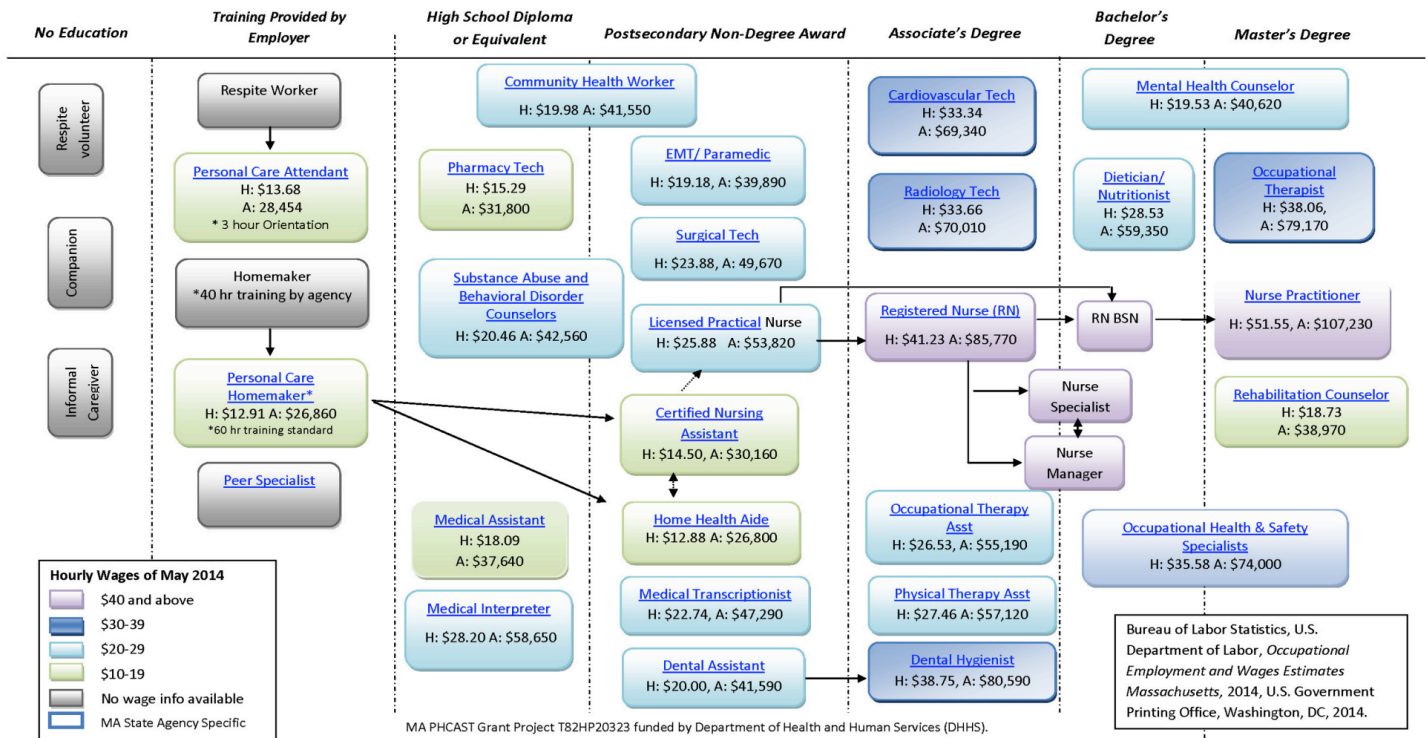 No Education
Training Provided by
Employer
High School Diploma
or Equivalent
Postsecondary Non-Degree Award
Associate's Degree
Bachelor's
Degree
Master's Degree
Respite
volunteer
Companion
Informal
Caregiver
Respite Worker
Personal Care Attendant
H: $13.68
A: 28,454
* 3 hour Orientation
Homemaker
*40 hr training by agency
Personal Care
Homemaker*
H: $12.91 A: $26,860
*60 hr training standard
Peer Specialist
Community Health Worker
H: $19.98 A: $41,550
Pharmacy Tech
H: $15.29
A: $31,800
Substance Abuse and
Behavioral Disorder
Counselors
H: $20.46 A: $42,560
Medical Assistant
H: $18.09
A: $37,640
Medical Interpreter
H: $28.20 A: $58,650
EMT/ Paramedic
H: $19.18, A: $39,890
Surgical Tech
H: $23.88, A: 49,670
Licensed Practical Nurse
H: $25.88 A: $53,820
Certified Nursing
Assistant
H: $14.50, A: $30,160
Home Health Aide
H: $12.88 A: $26,800
Medical Transcriptionist
H: $22.74, A: $47,290
Dental Assistant
H: $20.00, A: $41,590
Cardiovascular Tech
H: $33.34
A: $69,340
Radiology Tech
H: $33.66
A: $70,010
Registered Nurse (RN)
H: $41.23 A: $85,770
Nurse
Specialist
Nurse
Manager
Occupational Therapy
Asst
H: $26.53, A: $55,190
Physical Therapy Asst
H: $27.46 A: $57,120
Dental Hygienist
H: $38.75, A: $80,590
Mental Health Counselor
H: $19.53 A: $40,620
Dietician/
Nutritionist
H: $28.53
A: $59,350
RN BSN
Occupational
Therapist
H: $38.06,
A: $79,170
Nurse Practitioner
H: $51.55, A: $107,230
Rehabilitation Counselor
H: $18.73
A: $38,970
Occupational Health & Safety
Specialists
H: $35.58 A: $74,000
Hourly Wages of May 2014
$40 and above
$30-39
$20-29
$10-19
No wage info available
MA State Agency Specific
Bureau of Labor Statistics, U.S.
Department of Labor, Occupational
Employment and Wages Estimates
Massachusetts, 2014, U.S. Government
Printing Office, Washington, DC, 2014.
MA PHCAST Grant Project T82HP20323 funded by Department of Health and Human Services (DHHS).